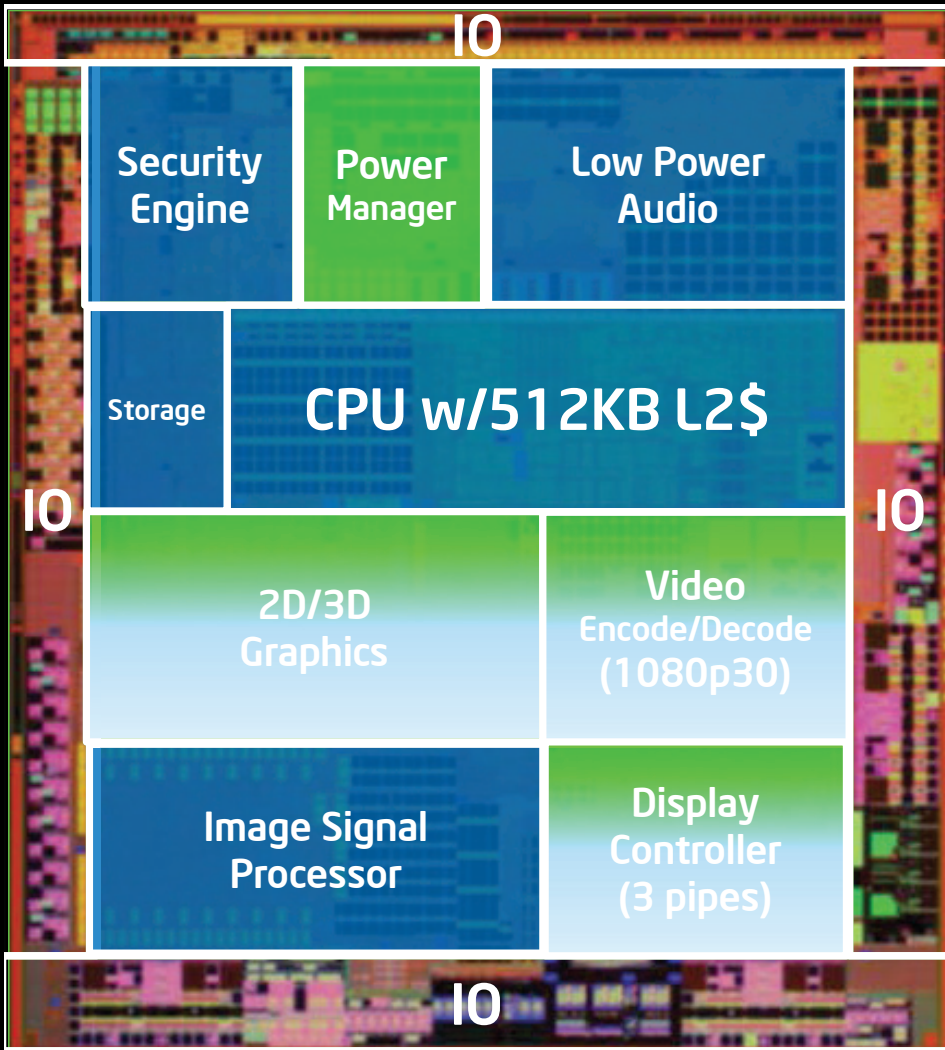 IO
Security
Engine
Power
Manager
Low Power
Audio
Storage
CPU w/512KB L2$
IO
IO
2D/3D
Graphics
Video
Encode/Decode
(1080p30)
Image Signal
Processor
Display
Controller
(3 pipes)
IO